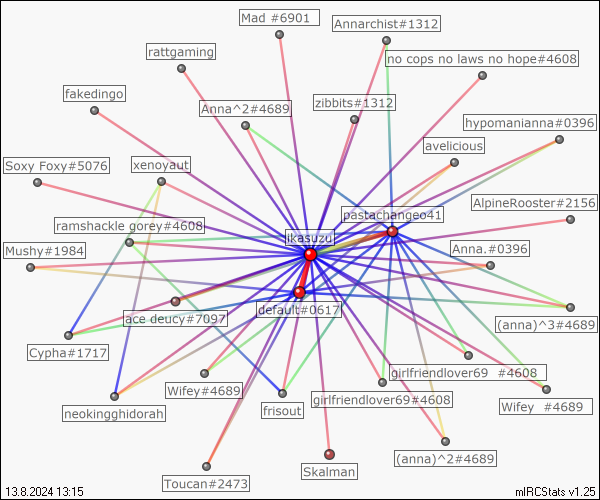 Mad #6901
Annarchist#1312
rattgaming
no cops no laws no hope#4608
fakedingo
Anna^2#4689
zibbits#1312
hypomanianna#0396
avelicious
Soxy Foxy#5076
xenoyaut
AlpineRooster#2156
pastachangeo41
ramshackle gorey#4608
ikasuzu
Mushy#1984
Anna.#0396
default#0617
ace deucy#7097
(anna)^3#4689
Cypha#1717
girlfriendlover69 #4608
Wifey#4689
girlfriendlover69#4608
Wifey #4689
frisout
neokingghidorah
(anna)^2#4689
Skalman
Toucan#2473
13.8.2024 13:15
mIRCStats v1.25